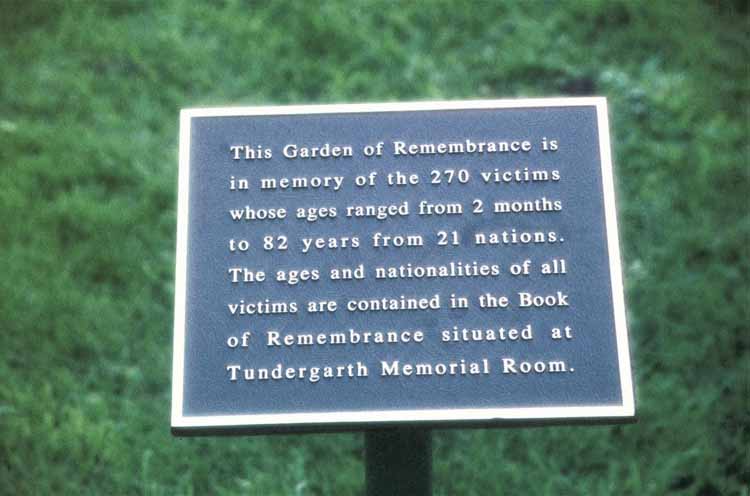 This Garden of Remembrance is
in memory of the 270 victims
whose ages ranged from 2 months
to 82 years from 21 nations.
The ages and nationalities of all
victims are contained in the Book
of Remembrance situated at
Tundergarth Memorial Room.